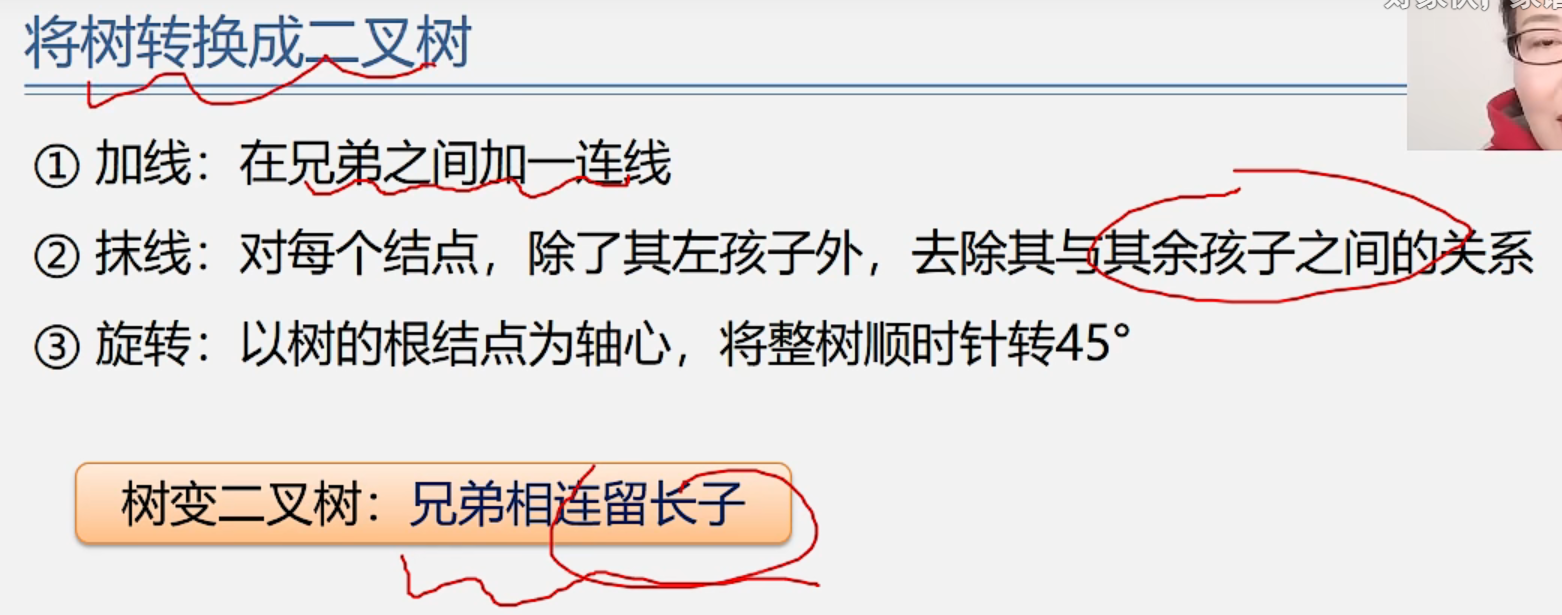 将树转换成二叉树
① 加线：在兄弟之间加一连线
② 抹线：对每个结点，除了其左孩子外，去除其与其余孩子之间的关系
③ 旋转：以树的根结点为轴心，将整树顺时针转45°
树变二叉树：兄弟相连留长子